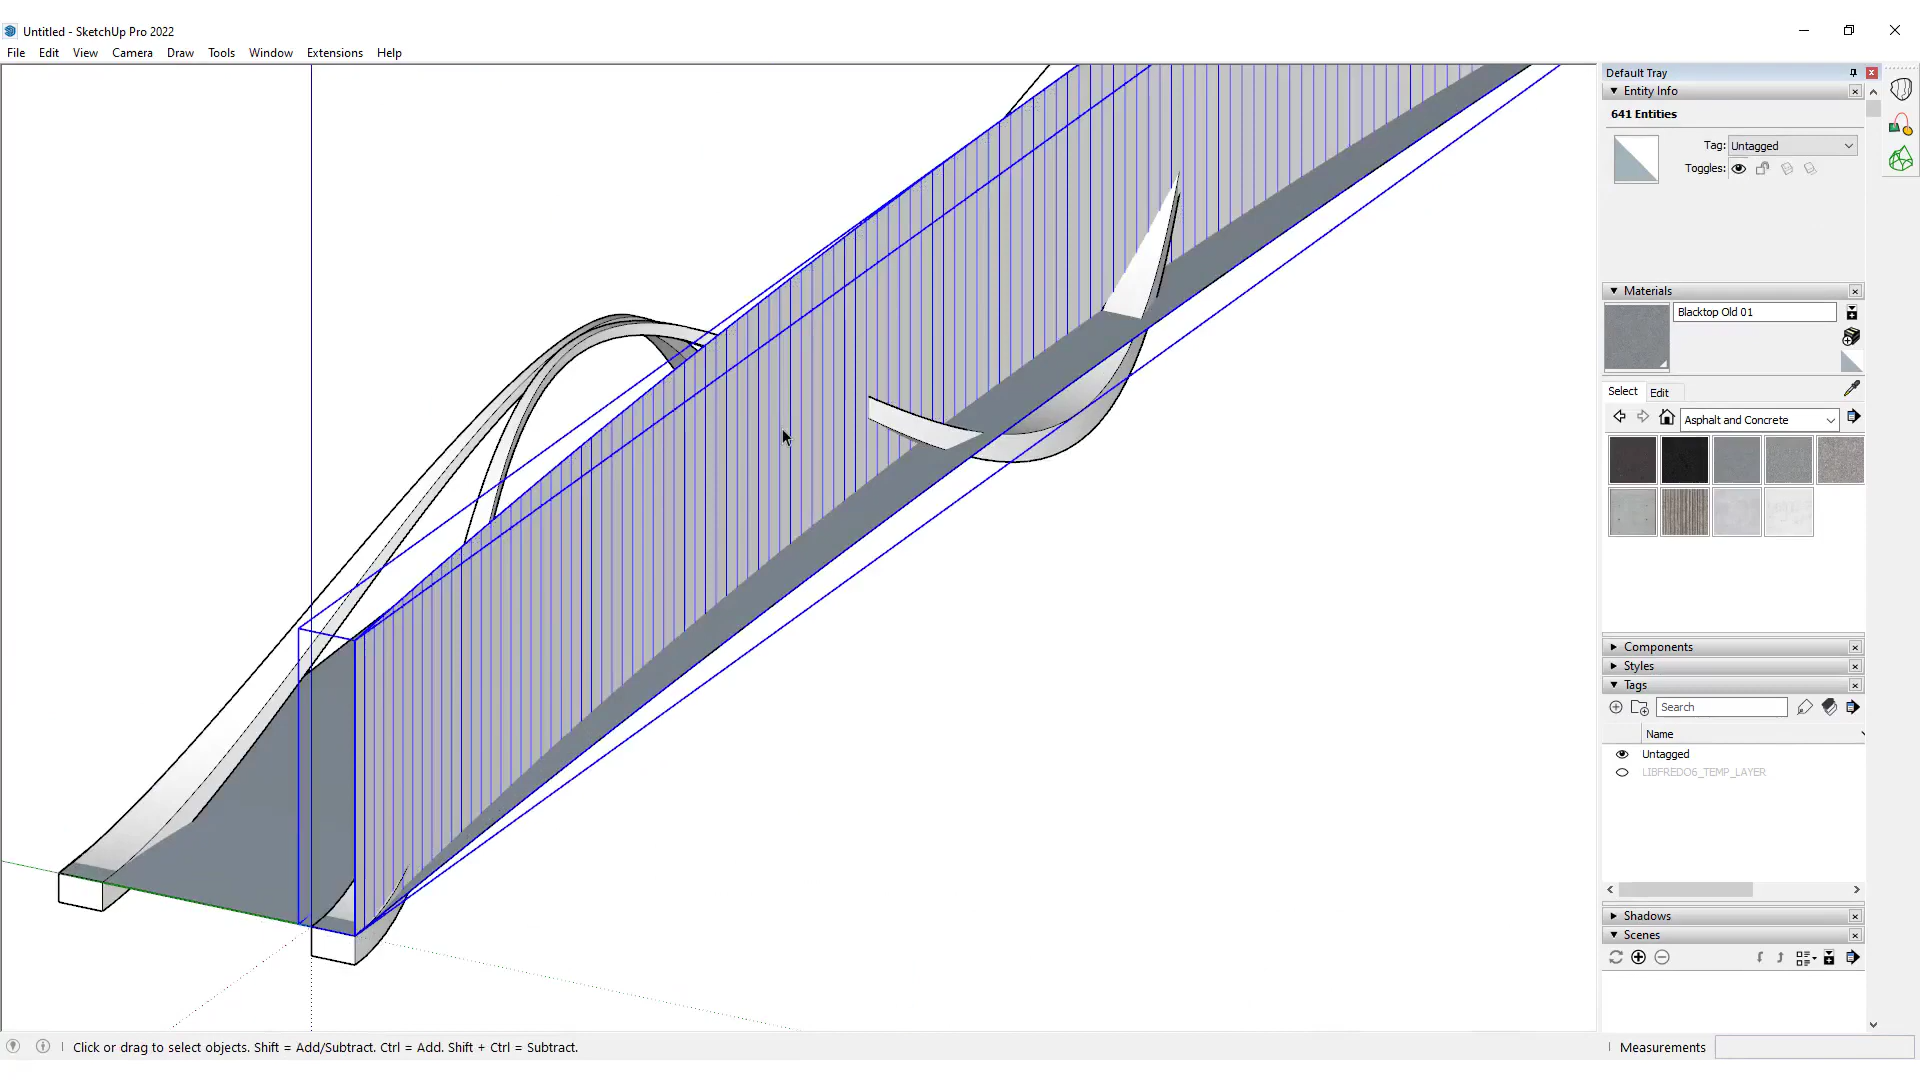 Untitled - SketchUp Pro 2022
File Edit View Camera Draw Tools Window Extensions Help
Default Tray
Entity Info
641 Entities
Tag: Untagged
Toggles:
Materials
Blacktop Old 01
Select Edit
Asphalt and Concrete
Components
Styles
Tags
Search
Name
Untagged
LIBFREDO6_TEMP_LAYER
Shadows
Scenes
Click or drag to select objects. Shift = Add/Subtract. Ctrl = Add. Shift + Ctrl = Subtract.
Measurements